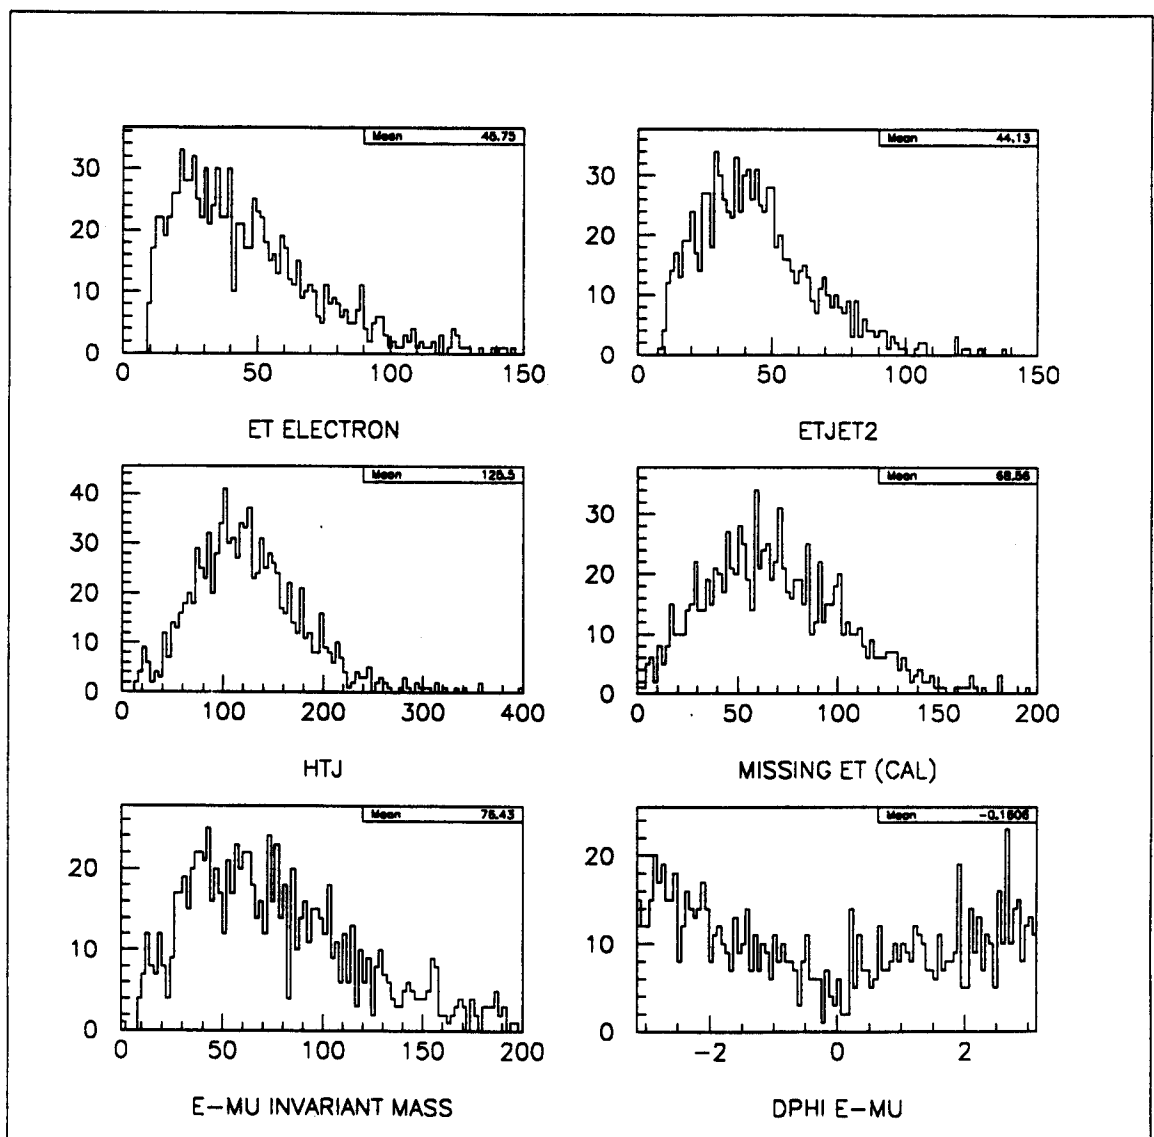 Mean 46.75
30
20
10
0
0 50 100 150
ET ELECTRON
Mean 44.13
30
20
10
0
0 50 100 150
ETJET2
Mean 126.5
40
30
20
10
0
0 100 200 300 400
HTJ
Mean 68.56
30
20
10
0
0 50 100 150 200
MISSING ET (CAL)
Mean 76.43
20
10
0
0 50 100 150 200
E-MU INVARIANT MASS
Mean -0.1606
20
10
0
-2 0 2
DPHI E-MU